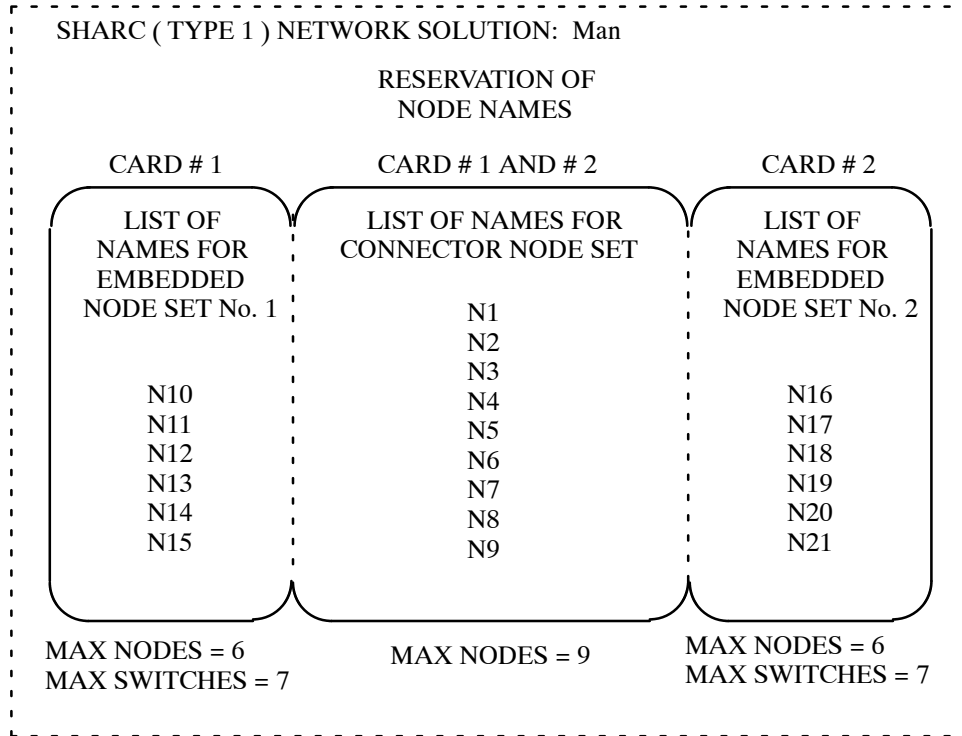 SHARC ( TYPE 1 ) NETWORK SOLUTION: Man
RESERVATION OF
NODE NAMES
CARD # 1
LIST OF
NAMES FOR
EMBEDDED
NODE SET No. 1
N10
N11
N12
N13
N14
N15
MAX NODES = 6
MAX SWITCHES = 7
CARD # 1 AND # 2
LIST OF NAMES FOR
CONNECTOR NODE SET
N1
N2
N3
N4
N5
N6
N7
N8
N9
MAX NODES = 9
CARD # 2
LIST OF
NAMES FOR
EMBEDDED
NODE SET No. 2
N16
N17
N18
N19
N20
N21
MAX NODES = 6
MAX SWITCHES = 7